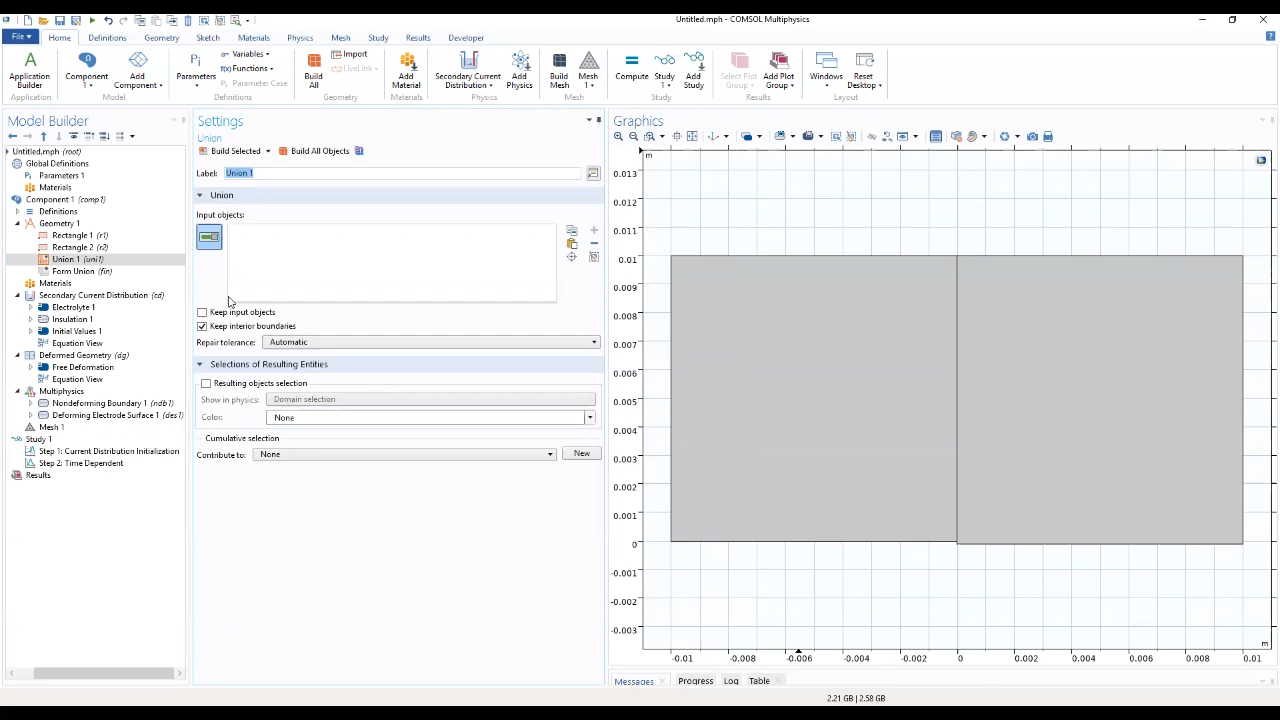 Untitled.mph - COMSOL Multiphysics
File
Home
Definitions
Geometry
Sketch
Materials
Physics
Mesh
Study
Results
Developer
Application Builder
Component 1
Add Component
Parameters
Variables
Functions
Parameter Case
Build All
Import
LiveLink
Add Material
Secondary Current Distribution
Add Physics
Build Mesh
Mesh 1
Compute
Study 1
Add Study
Select Plot Group
Add Plot Group
Windows
Reset Desktop
Application
Model
Definitions
Geometry
Materials
Physics
Mesh
Study
Results
Layout
Model Builder
Untitled.mph (root)
Global Definitions
Parameters 1
Materials
Component 1 (comp1)
Definitions
Geometry 1
Rectangle 1 (r1)
Rectangle 2 (r2)
Union 1 (uni1)
Form Union (fin)
Materials
Secondary Current Distribution (cd)
Electrolyte 1
Insulation 1
Initial Values 1
Equation View
Deformed Geometry (dg)
Free Deformation
Equation View
Multiphysics
Nondeforming Boundary 1 (ndb1)
Deforming Electrode Surface 1 (des1)
Mesh 1
Study 1
Step 1: Current Distribution Initialization
Step 2: Time Dependent
Results
Settings
Union
Build Selected
Build All Objects
Label: Union 1
Union
Input objects:
Keep input objects
Keep interior boundaries
Repair tolerance: Automatic
Selections of Resulting Entities
Resulting objects selection
Show in physics: Domain selection
Color: None
Cumulative selection
Contribute to: None
New
Graphics
m
0.013
0.012
0.011
0.01
0.009
0.008
0.007
0.006
0.005
0.004
0.003
0.002
0.001
0
-0.001
-0.002
-0.003
m
-0.01 -0.008 -0.006 -0.004 -0.002 0 0.002 0.004 0.006 0.008 0.01
Messages
Progress
Log
Table
2.21 GB | 2.58 GB